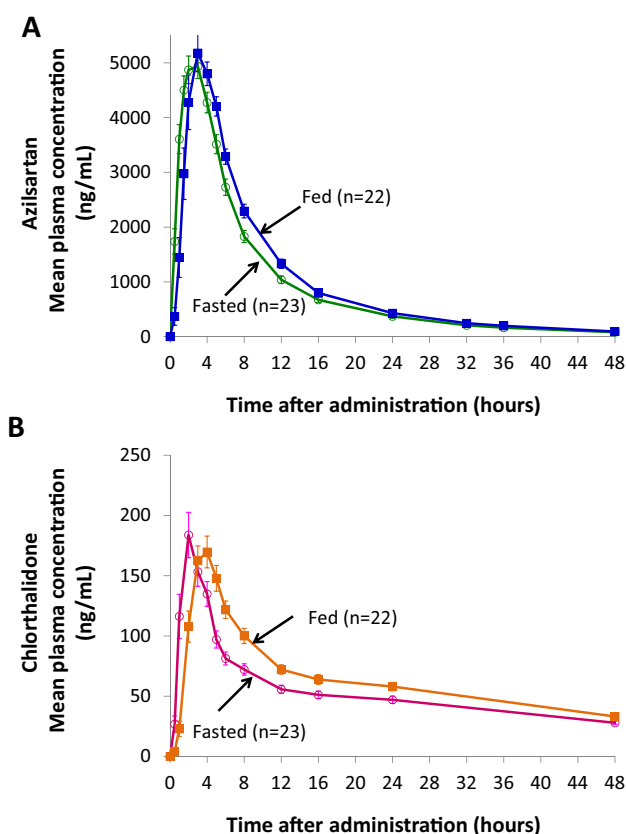 A
Azilsartan
Mean plasma concentration
(ng/mL)
5000
4000
3000
2000
1000
0
Fed (n=22)
Fasted (n=23)
0 4 8 12 16 20 24 28 32 36 40 44 48
Time after administration (hours)
B
Chlorthalidone
Mean plasma concentration
(ng/mL)
250
200
150
100
50
0
Fed (n=22)
Fasted (n=23)
0 4 8 12 16 20 24 28 32 36 40 44 48
Time after administration (hours)